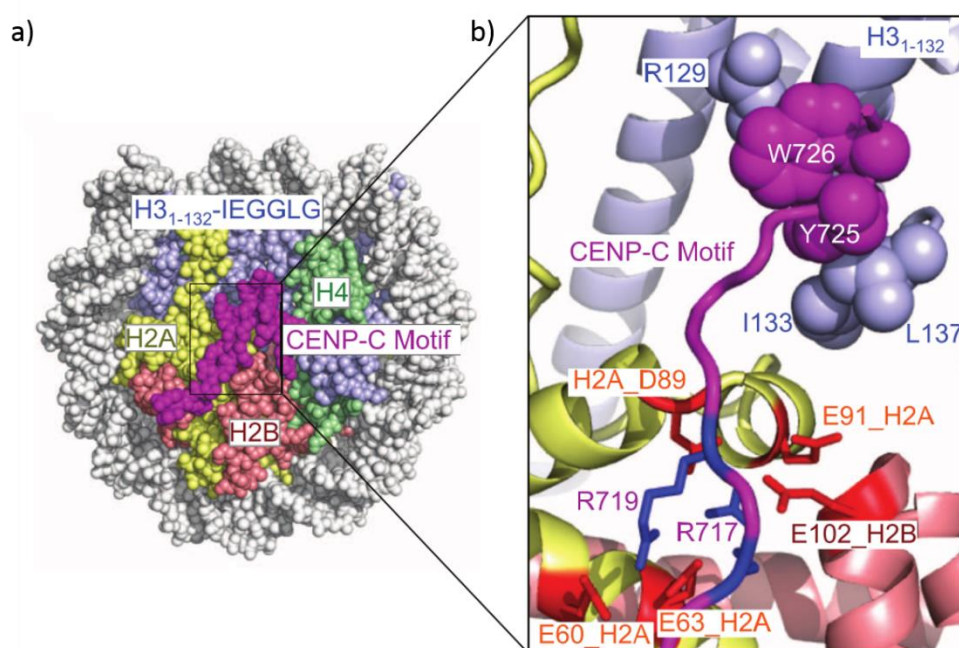 a)
H3₁₋₁₃₂-IEGGLG
H4
H2A
CENP-C Motif
H2B
b)
H3₁₋₁₃₂
R129
W726
Y725
CENP-C Motif
I133
L137
H2A_D89
E91_H2A
R719
R717
E102_H2B
E63_H2A
E60_H2A